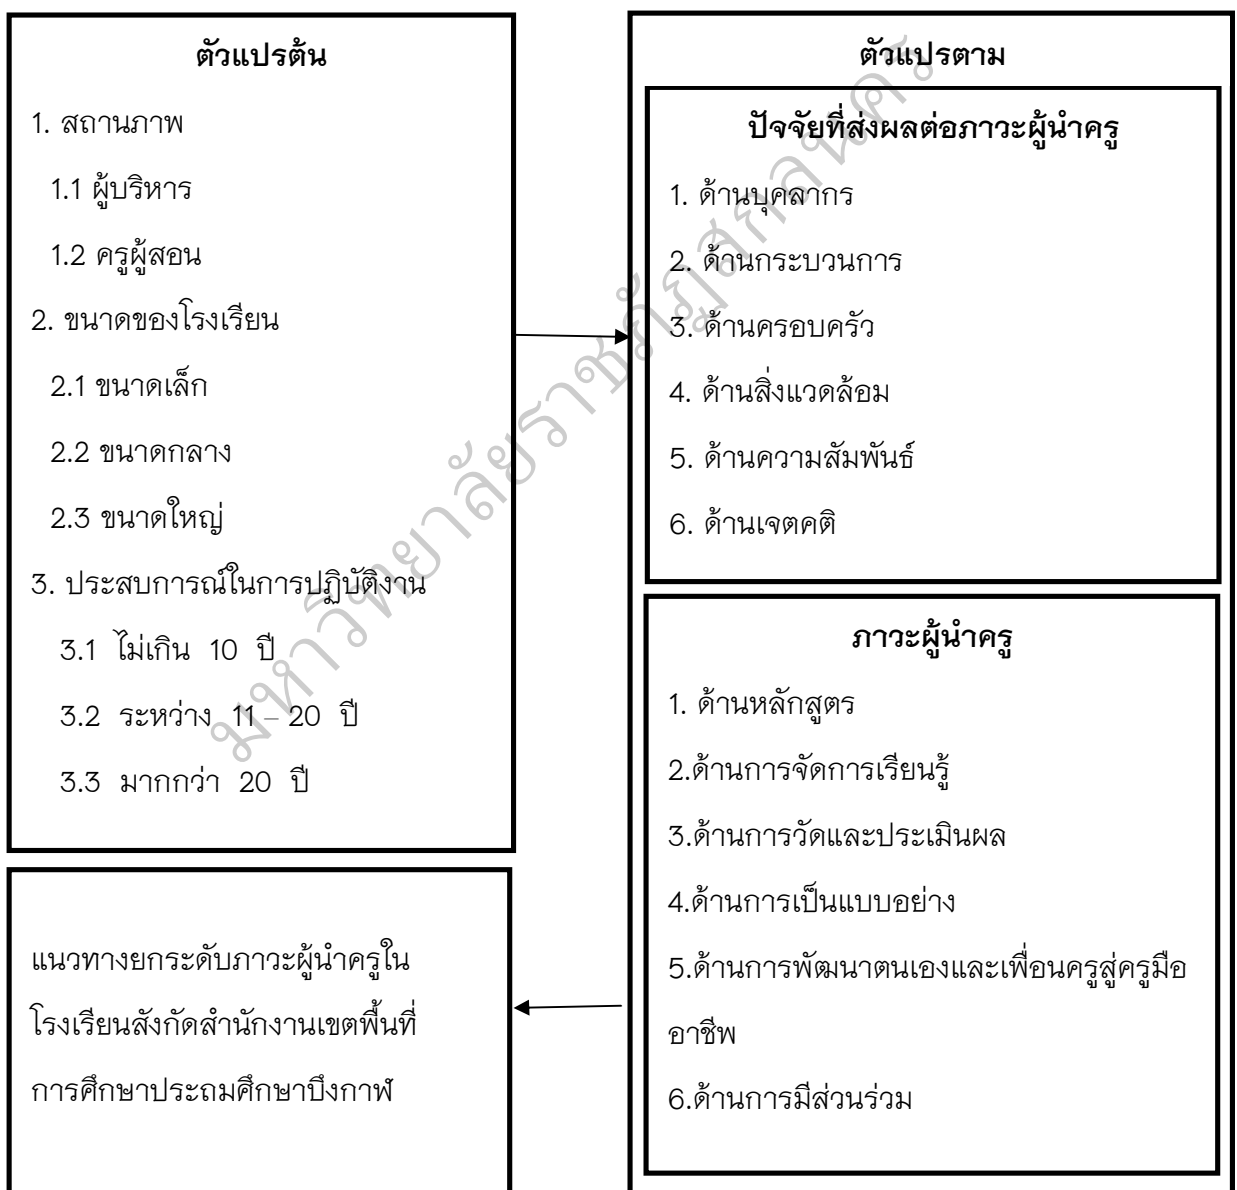 ตัวแปรต้น
1. สถานภาพ
1.1 ผู้บริหาร
1.2 ครูผู้สอน
2. ขนาดของโรงเรียน
2.1 ขนาดเล็ก
2.2 ขนาดกลาง
2.3 ขนาดใหญ่
3. ประสบการณ์ในการปฏิบัติงาน
3.1 ไม่เกิน 10 ปี
3.2 ระหว่าง 11 – 20 ปี
3.3 มากกว่า 20 ปี
ตัวแปรตาม
ปัจจัยที่ส่งผลต่อภาวะผู้นำครู
1. ด้านบุคลากร
2. ด้านกระบวนการ
3. ด้านครอบครัว
4. ด้านสิ่งแวดล้อม
5. ด้านความสัมพันธ์
6. ด้านเจตคติ
ภาวะผู้นำครู
1. ด้านหลักสูตร
2.ด้านการจัดการเรียนรู้
3.ด้านการวัดและประเมินผล
4.ด้านการเป็นแบบอย่าง
5.ด้านการพัฒนาตนเองและเพื่อนครูสู่ครูมือ
อาชีพ
6.ด้านการมีส่วนร่วม
แนวทางยกระดับภาวะผู้นำครูใน
โรงเรียนสังกัดสำนักงานเขตพื้นที่
การศึกษาประถมศึกษาบึงกาฬ
มหาวิทยาลัยราชภัฏสกลนคร